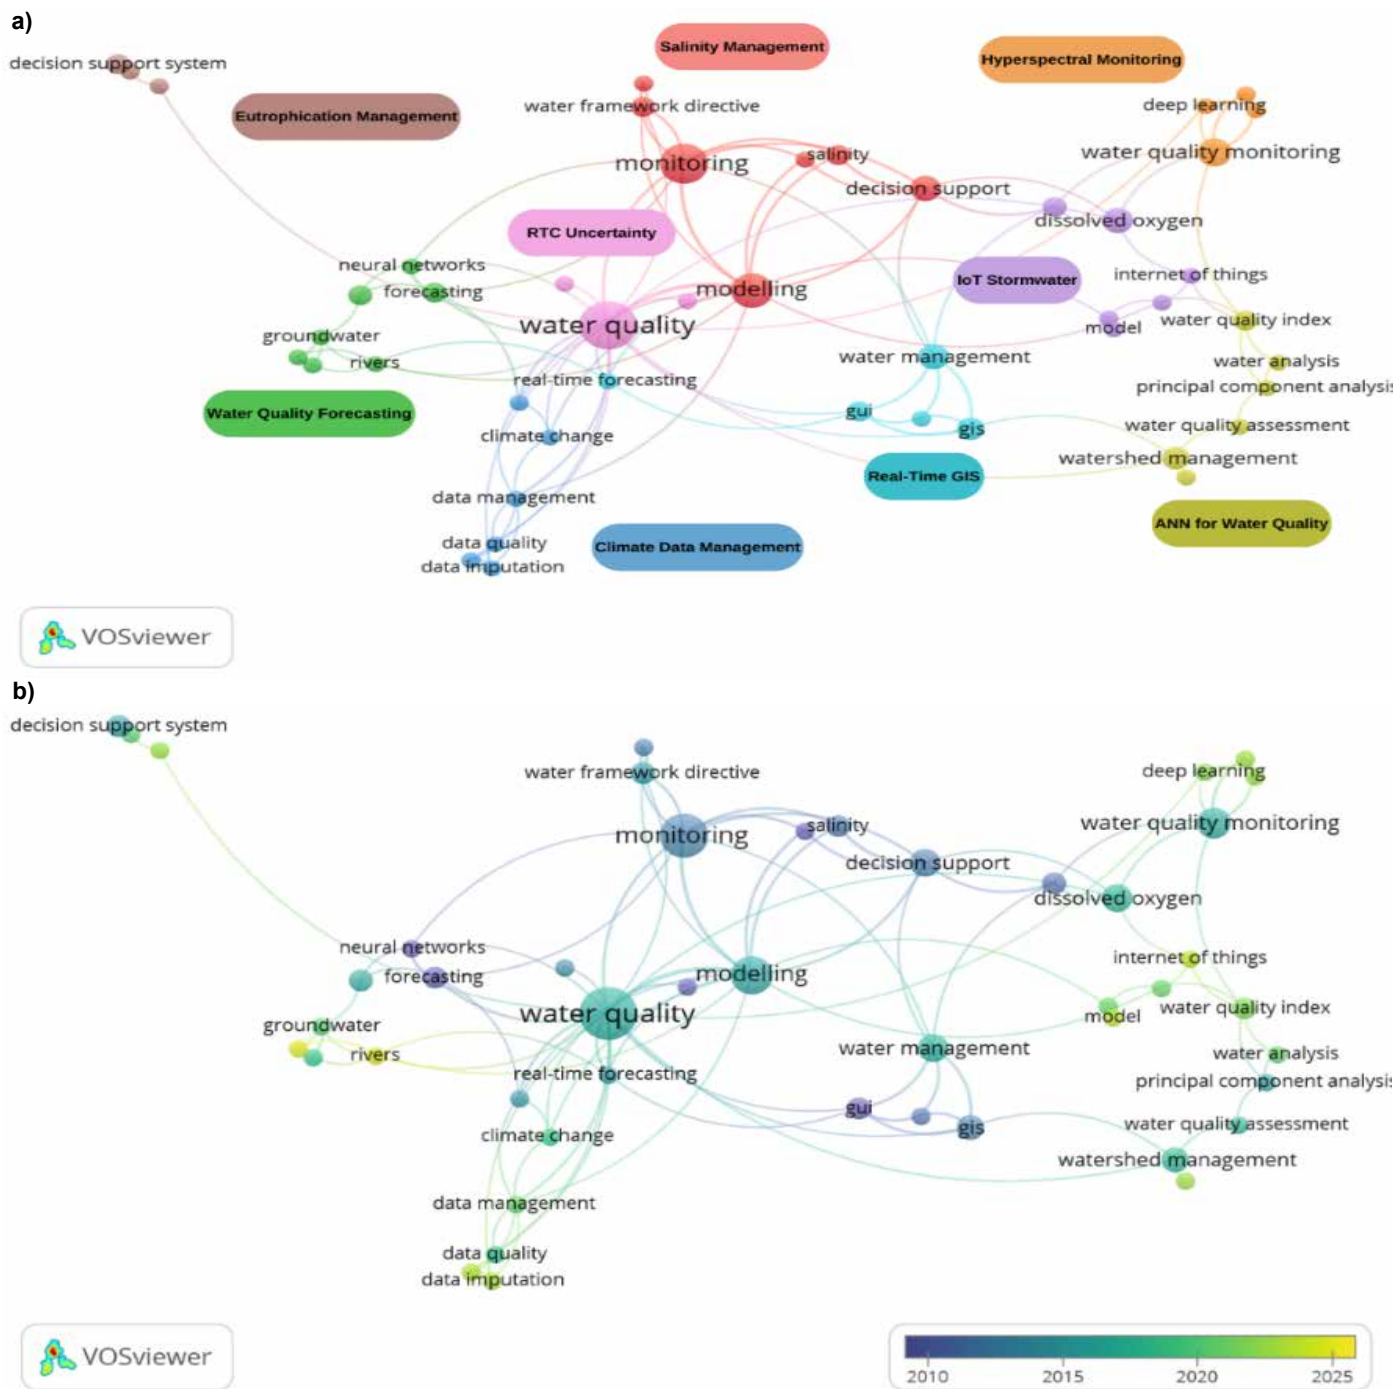 a)
Salinity Management
Hyperspectral Monitoring
decision support system
Eutrophication Management
water framework directive
deep learning
monitoring
salinity
water quality monitoring
decision support
RTC Uncertainty
dissolved oxygen
neural networks
forecasting
modelling
IoT Stormwater
internet of things
groundwater
water quality
model
water quality index
rivers
real-time forecasting
water management
water analysis
principal component analysis
Water Quality Forecasting
gui
gis
water quality assessment
climate change
watershed management
Real-Time GIS
data management
ANN for Water Quality
data quality
Climate Data Management
data imputation
VOSviewer
b)
decision support system
water framework directive
deep learning
monitoring
salinity
water quality monitoring
decision support
dissolved oxygen
neural networks
forecasting
modelling
internet of things
groundwater
water quality
model
water quality index
rivers
real-time forecasting
water management
water analysis
principal component analysis
gui
gis
water quality assessment
climate change
watershed management
data management
data quality
data imputation
VOSviewer
2010
2015
2020
2025